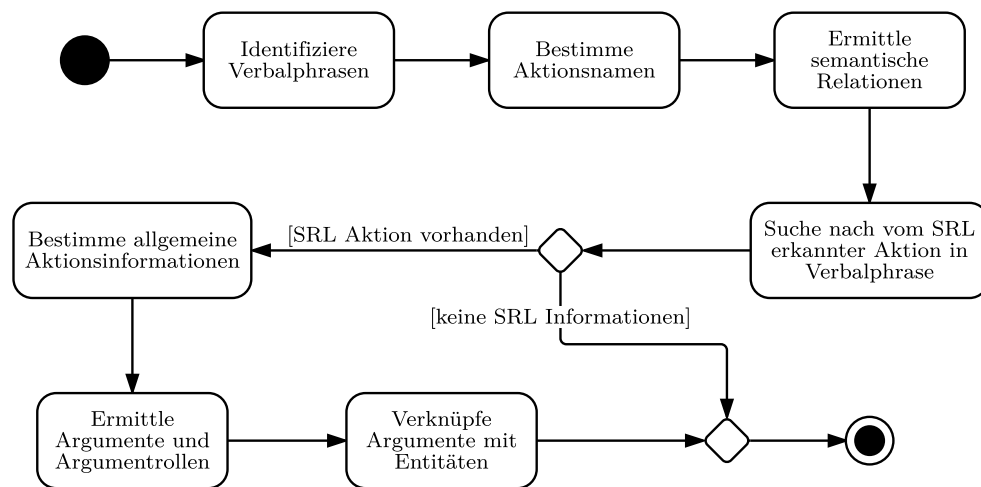 Identifiziere
Verbalphrasen
Bestimme
Aktionsnamen
Ermittle
semantische
Relationen
Suche nach vom SRL
erkannter Aktion in
Verbalphrase
[SRL Aktion vorhanden]
[keine SRL Informationen]
Bestimme allgemeine
Aktionsinformationen
Ermittle
Argumente und
Argumentrollen
Verknüpfe
Argumente mit
Entitäten